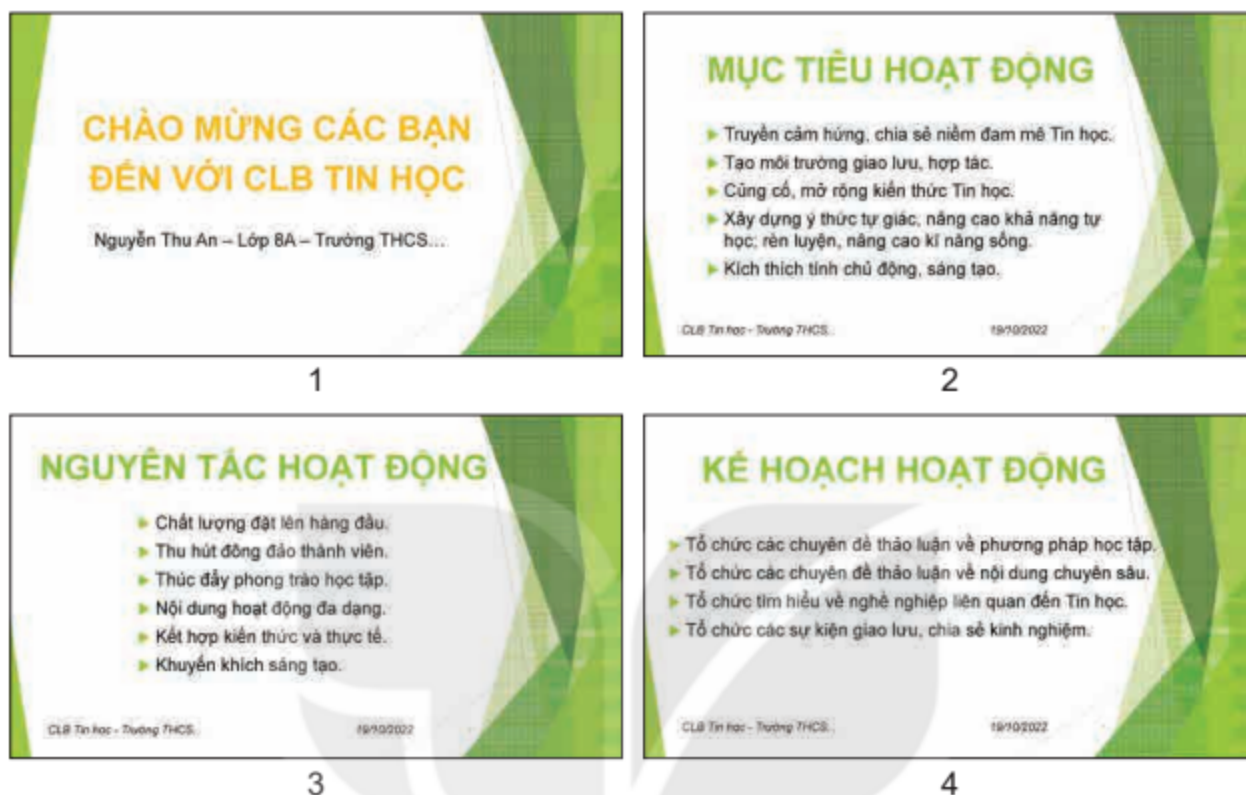 CHÀO MỪNG CÁC BẠN
ĐẾN VỚI CLB TIN HỌC
Nguyễn Thu An – Lớp 8A – Trường THCS...
1
MỤC TIÊU HOẠT ĐỘNG
Truyền cảm hứng, chia sẻ niềm đam mê Tin học.
Tạo môi trường giao lưu, hợp tác.
Củng cố, mở rộng kiến thức Tin học.
Xây dựng ý thức tự giác, nâng cao khả năng tự
học; rèn luyện, nâng cao kĩ năng sống.
Kích thích tính chủ động, sáng tạo.
CLB Tin học - Trường THCS...
19/10/2022
2
NGUYÊN TẮC HOẠT ĐỘNG
Chất lượng đặt lên hàng đầu.
Thu hút đông đảo thành viên.
Thúc đẩy phong trào học tập.
Nội dung hoạt động đa dạng.
Kết hợp kiến thức và thực tế.
Khuyến khích sáng tạo.
CLB Tin học - Trường THCS...
19/10/2022
3
KẾ HOẠCH HOẠT ĐỘNG
Tổ chức các chuyên đề thảo luận về phương pháp học tập.
Tổ chức các chuyên đề thảo luận về nội dung chuyên sâu.
Tổ chức tìm hiểu về nghề nghiệp liên quan đến Tin học.
Tổ chức các sự kiện giao lưu, chia sẻ kinh nghiệm.
CLB Tin học - Trường THCS...
19/10/2022
4